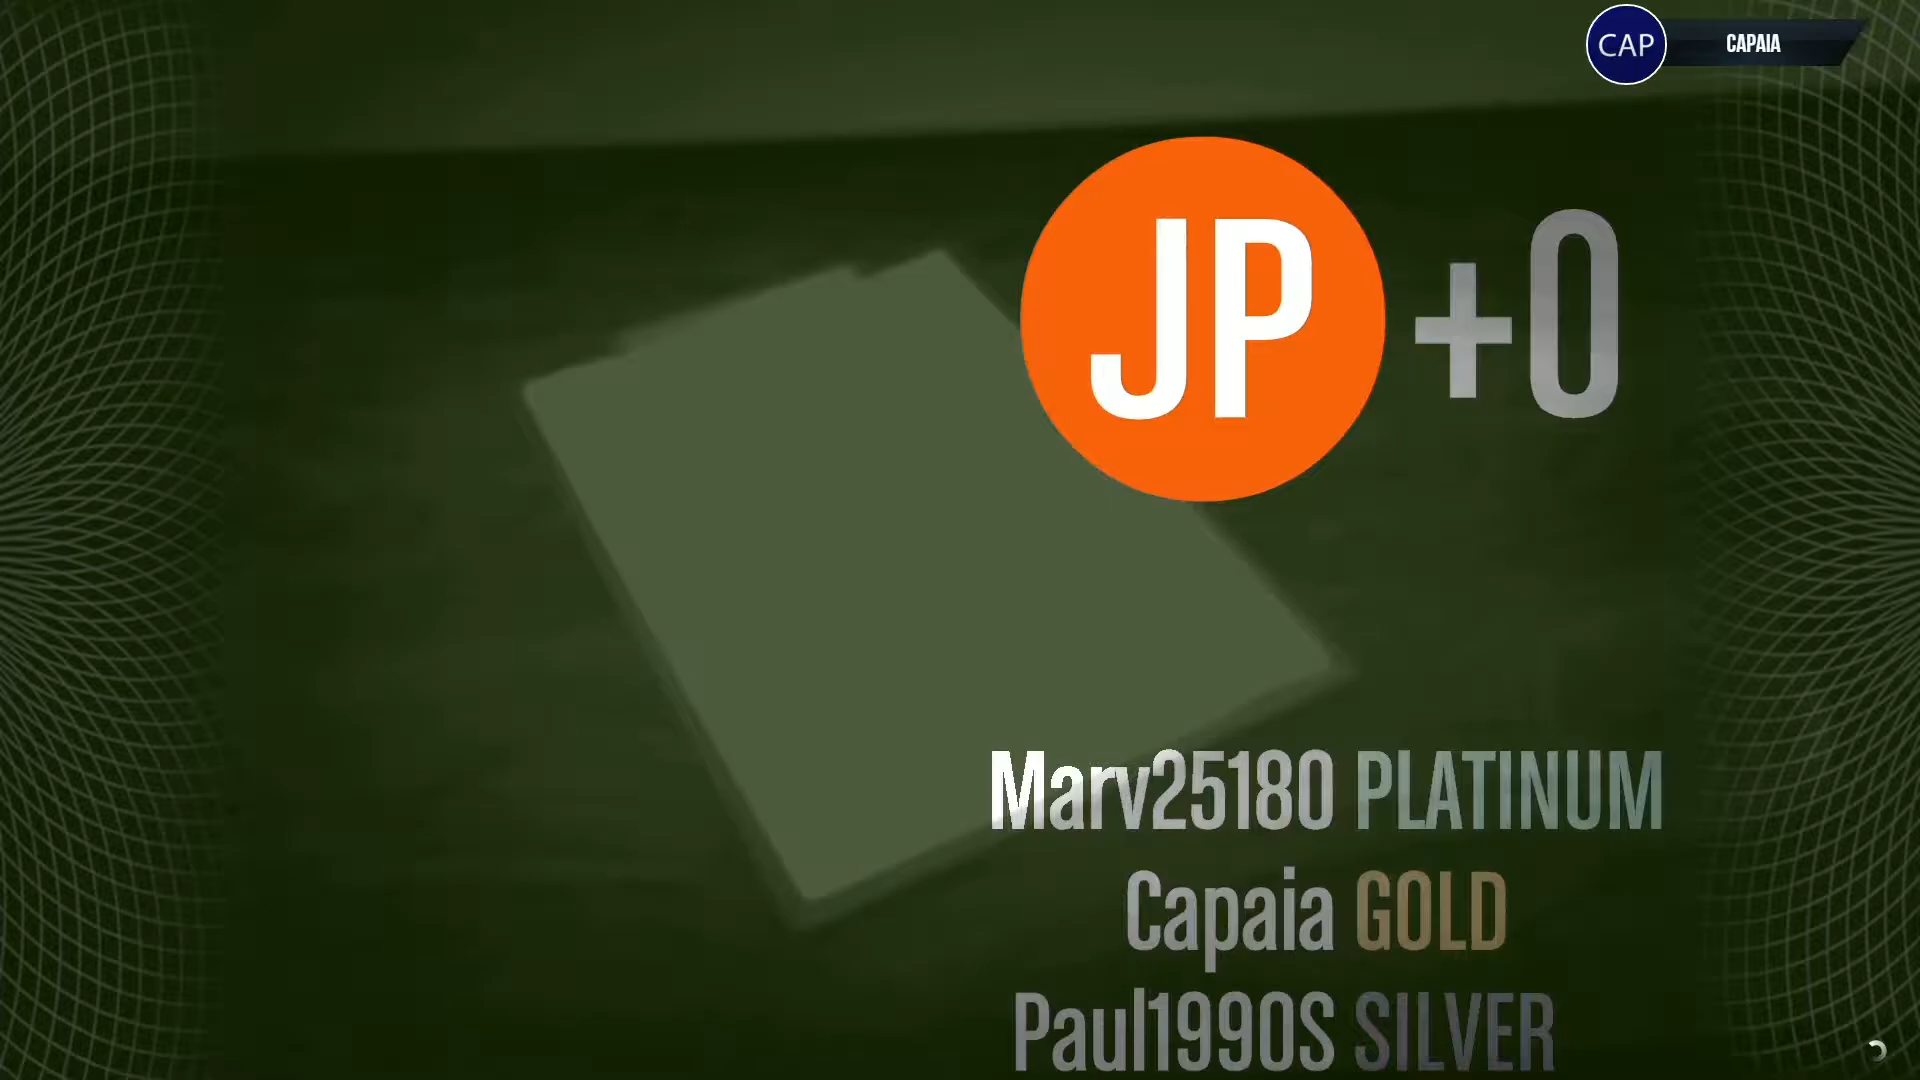 CAP CAPAIA
JP +0
Marv25180 PLATINUM
Capaia GOLD
Paul1990S SILVER